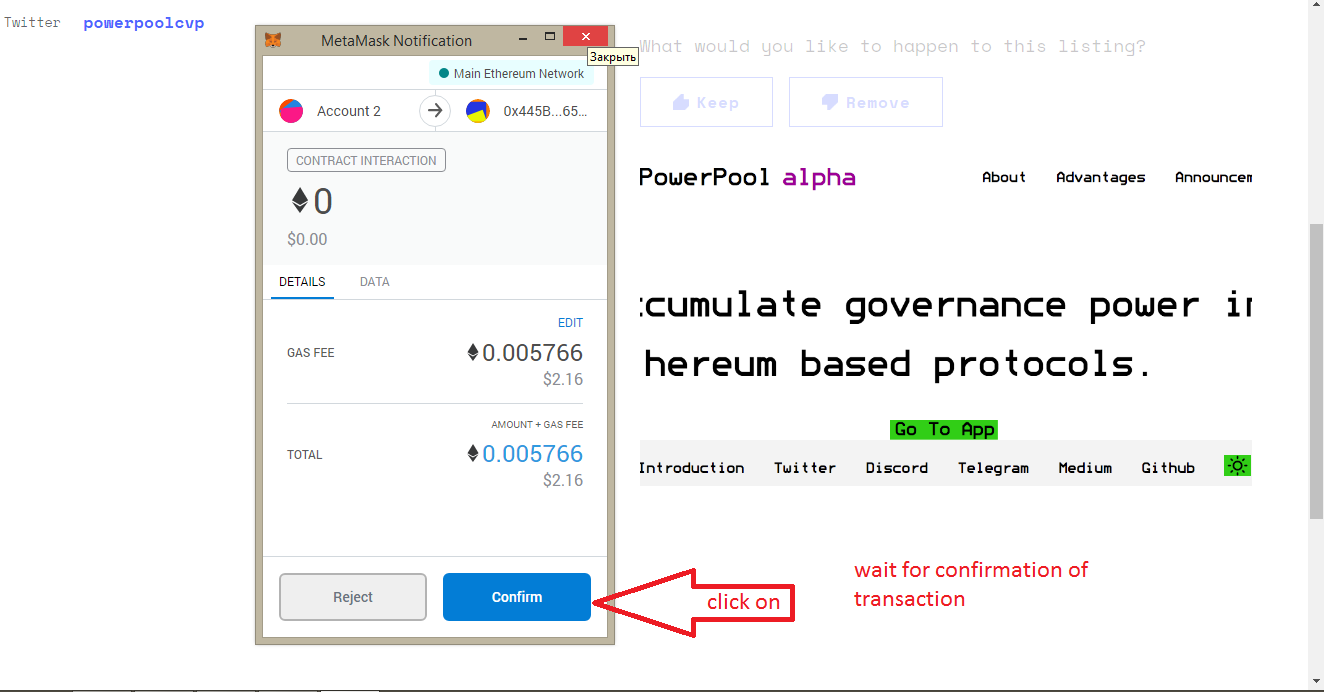 Twitter powerpoolcvp
MetaMask Notification
Закрыть
Main Ethereum Network
Account 2
0x445B...65...
CONTRACT INTERACTION
0
$0.00
DETAILS DATA
EDIT
GAS FEE 0.005766
$2.16
AMOUNT + GAS FEE
TOTAL 0.005766
$2.16
Reject Confirm
click on
What would you like to happen to this listing?
Keep Remove
PowerPool alpha About Advantages Announcem
ccumulate governance power in
hereum based protocols.
Go To App
Introduction Twitter Discord Telegram Medium Github
wait for confirmation of
transaction